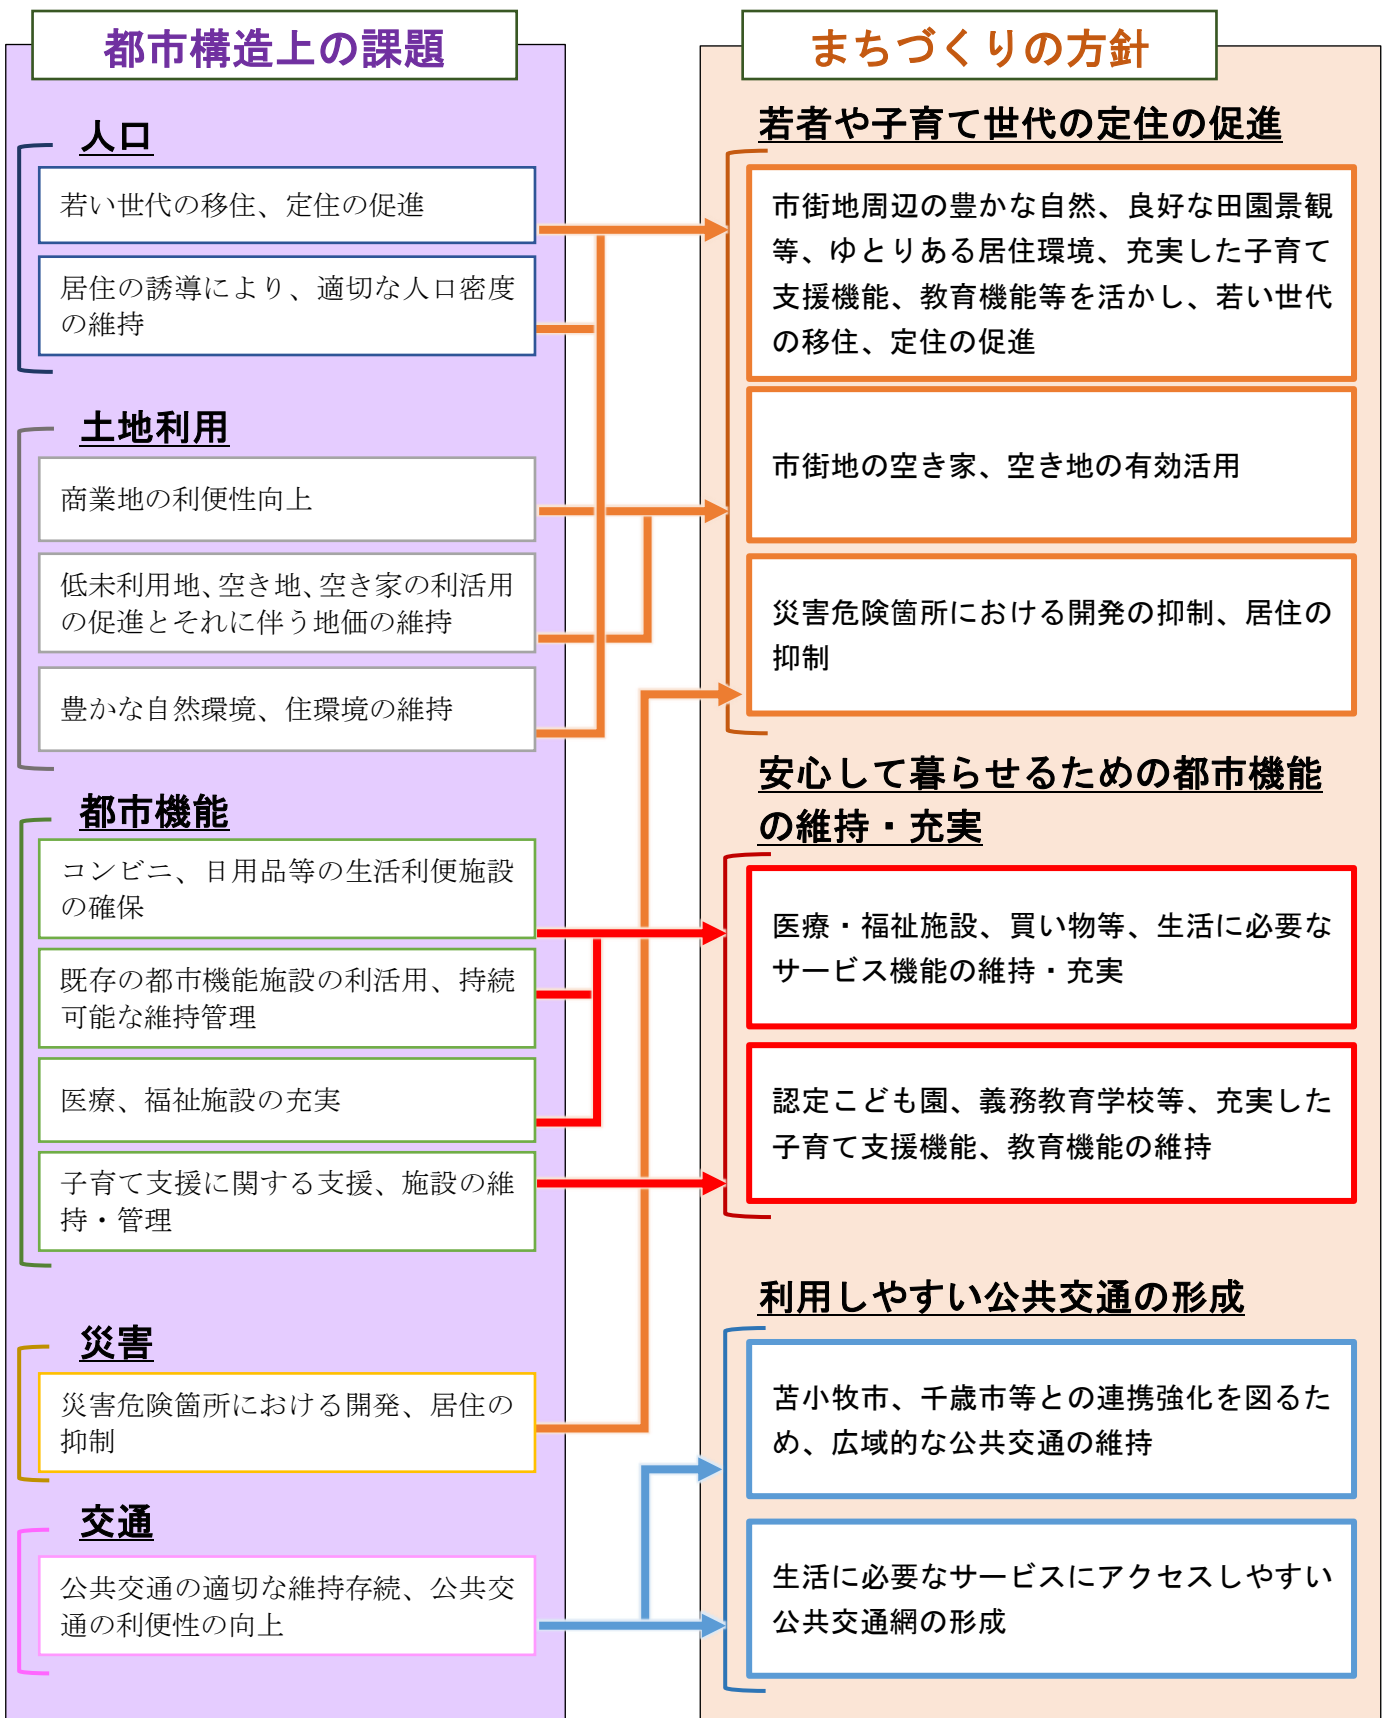 都市構造上の課題
人口
若い世代の移住、定住の促進
居住の誘導により、適切な人口密度
の維持
土地利用
商業地の利便性向上
低未利用地、空き地、空き家の利活用
の促進とそれに伴う地価の維持
豊かな自然環境、住環境の維持
都市機能
コンビニ、日用品等の生活利便施設
の確保
既存の都市機能施設の利活用、持続
可能な維持管理
医療、福祉施設の充実
子育て支援に関する支援、施設の維
持・管理
災害
災害危険箇所における開発、居住の
抑制
交通
公共交通の適切な維持存続、公共交
通の利便性の向上
まちづくりの方針
若者や子育て世代の定住の促進
市街地周辺の豊かな自然、良好な田園景観
等、ゆとりある居住環境、充実した子育て
支援機能、教育機能等を活かし、若い世代
の移住、定住の促進
市街地の空き家、空き地の有効活用
災害危険箇所における開発の抑制、居住の
抑制
安心して暮らせるための都市機能
の維持・充実
医療・福祉施設、買い物等、生活に必要な
サービス機能の維持・充実
認定こども園、義務教育学校等、充実した
子育て支援機能、教育機能の維持
利用しやすい公共交通の形成
苫小牧市、千歳市等との連携強化を図るた
め、広域的な公共交通の維持
生活に必要なサービスにアクセスしやすい
公共交通網の形成